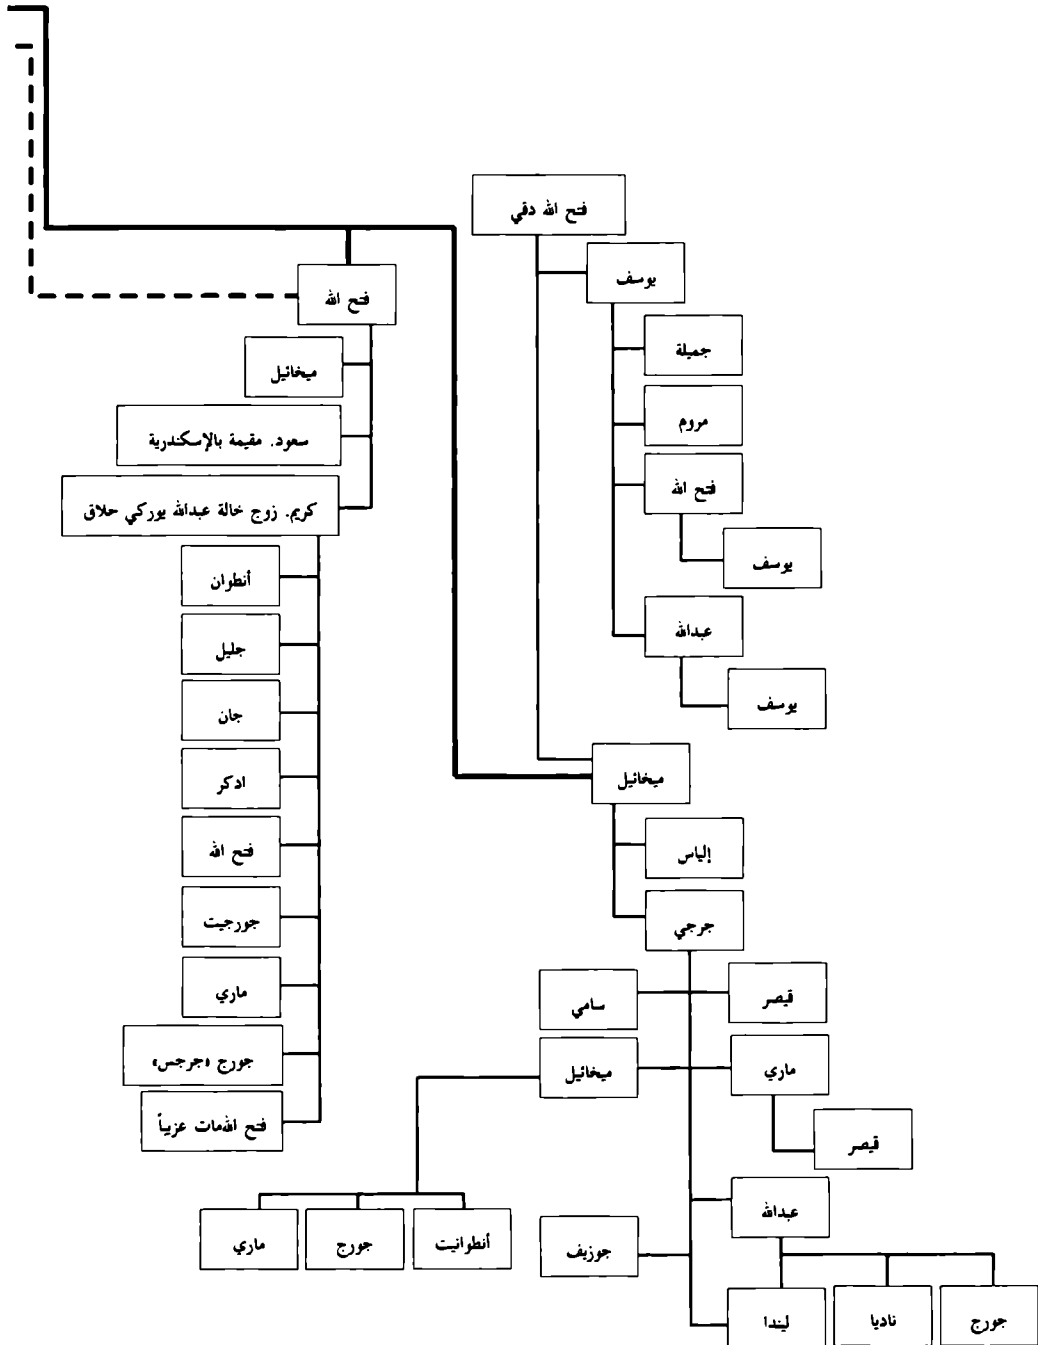 فتح الله دقي
يوسف
جميلة
مروم
فتح الله
يوسف
عبدالله
يوسف
ميخائيل
إلياس
جرجي
قيصر
سامي
ماري
ميخائيل
قيصر
عبدالله
جوزيف
جورج
ناديا
ليندا
أنطوانيت
جورج
ماري
فتح الله
ميخائيل
سعود. مقيمة بالإسكندرية
كريم. زوج خالة عبدالله يوركي حلاق
أنطوان
جليل
جان
ادكر
فتح الله
جورجيت
ماري
جورج «جرجس»
فتح اللهمات عزيباً